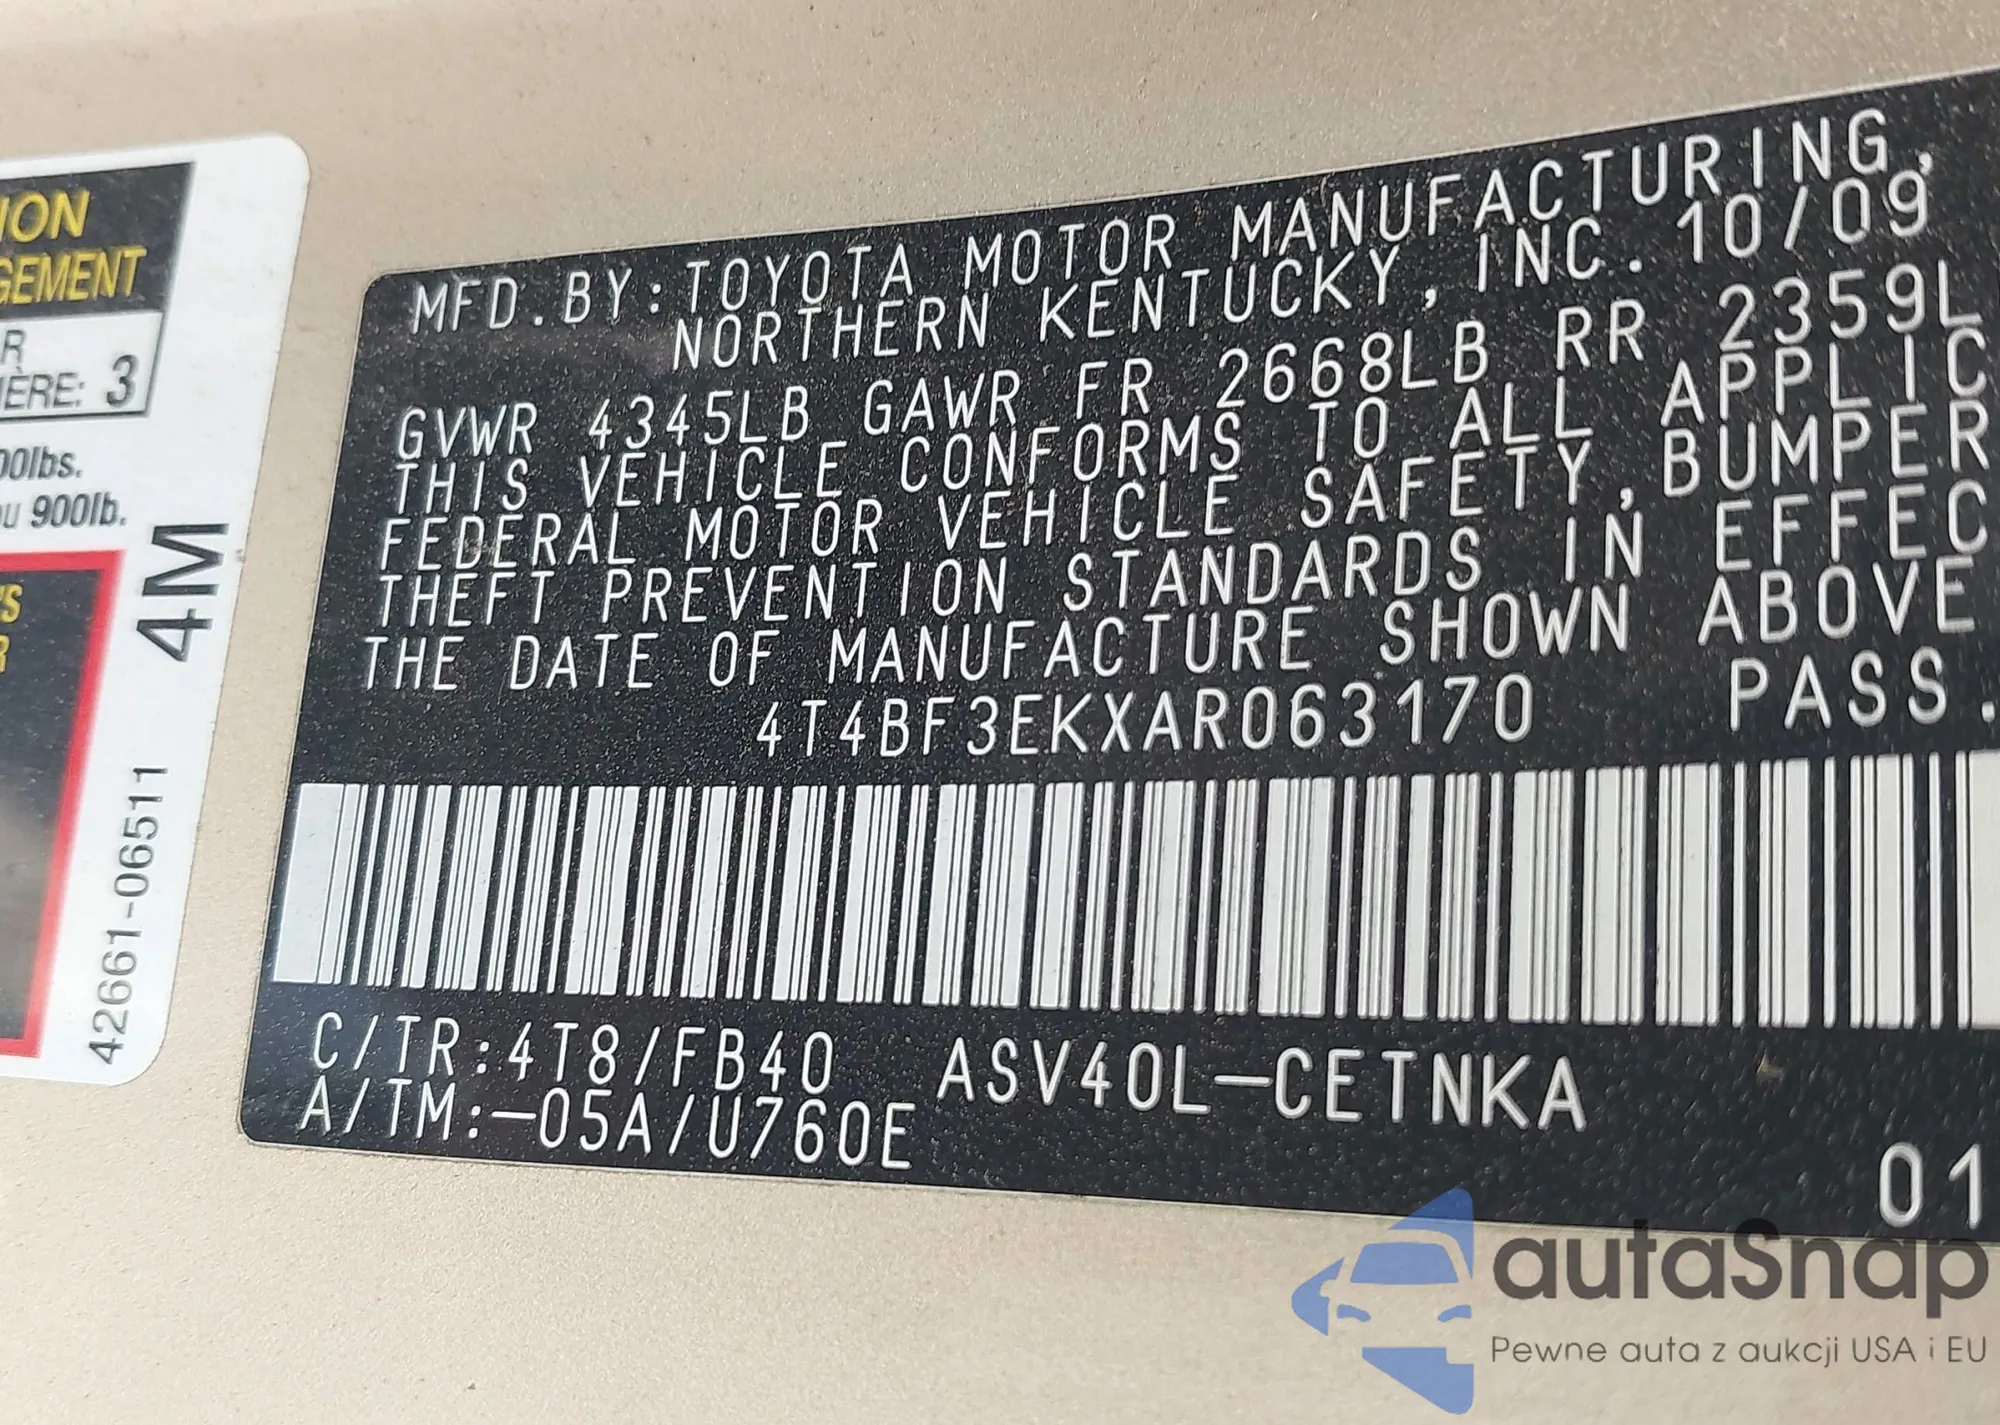 ION
GEMENT
R
IÈRE: 3
00lbs.
ou 900lb.
'S
R
4M
42661-06511
MFD.BY:TOYOTA MOTOR MANUFACTURING,
NORTHERN KENTUCKY, INC. 10/09
GVWR 4345LB GAWR FR 2668LB RR 2359L
THIS VEHICLE CONFORMS TO ALL APPLIC
FEDERAL MOTOR VEHICLE SAFETY,BUMPER
THEFT PREVENTION STANDARDS IN EFFEC
THE DATE OF MANUFACTURE SHOWN ABOVE
4T4BF3EKXAR063170 PASS.
C/TR:4T8/FB40 ASV40L-CETNKA
A/TM:-05A/U760E
01
autaSnap
Pewne auta z aukcji USA i EU